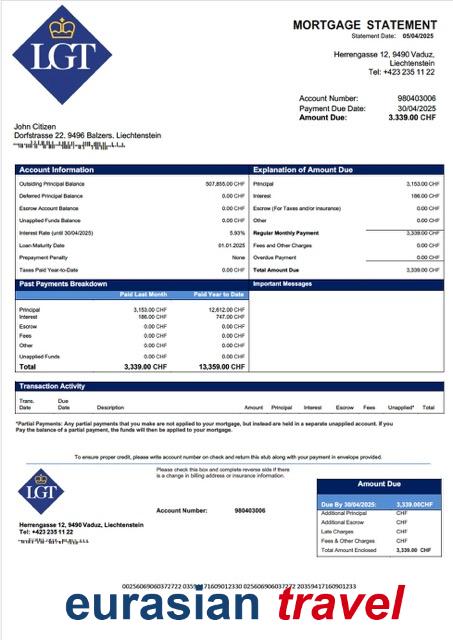 LGT
MORTGAGE STATEMENT
Statement Date: 05/04/2025
Herrengasse 12, 9490 Vaduz,
Liechtenstein
Tel: +423 235 11 22
Account Number: 980403006
Payment Due Date: 30/04/2025
Amount Due: 3.339.00 CHF
John Citizen
Dorfstrasse 22, 9496 Balzers, Liechtenstein
Account Information
Outstanding Principal Balance 507,855.00 CHF
Deferred Principal Balance 0.00 CHF
Escrow Account Balance 0.00 CHF
Unapplied Funds Balance 0.00 CHF
Interest Rate (until 30/04/2025) 5.93%
Loan-Maturity Date 01.01.2025
Prepayment Penalty None
Taxes Paid Year-to-Date 0.00 CHF
Explanation of Amount Due
Principal 3,153.00 CHF
Interest 186.00 CHF
Escrow (For Taxes and/or insurance) 0.00 CHF
Other 0.00 CHF
Regular Monthly Payment 3,339.00 CHF
Fees and Other Charges 0.00 CHF
Overdue Payment 0.00 CHF
Total Amount Due 3,339.00 CHF
Past Payments Breakdown
Paid Last Month Paid Year to Date
Principal 3,153.00 CHF 12,612.00 CHF
Interest 186.00 CHF 747.00 CHF
Escrow 0.00 CHF 0.00 CHF
Fees 0.00 CHF 0.00 CHF
Other 0.00 CHF 0.00 CHF
Unapplied Funds 0.00 CHF 0.00 CHF
Total 3,339.00 CHF 13,359.00 CHF
Important Messages
Transaction Activity
Trans. Date Due Date Description Amount Principal Interest Escrow Fees Unapplied* Total
*Partial Payments: Any partial payments that you make are not applied to your mortgage, but instead are held in a separate unapplied account. If you
Pay the balance of a partial payment, the funds will then be applied to your mortgage.
To ensure proper credit, please write account number on check and return this stub along with your payment in envelope provided.
LGT
Please check this box and complete reverse side if there
is a change in billing address or insurance information.
Account Number: 980403006
Herrengasse 12, 9490 Vaduz, Liechtenstein
Tel: +423 235 11 22
Amount Due
Due By 30/04/2025: 3,339.00CHF
Additional Principal CHF
Additional Escrow CHF
Late Charges CHF
Fees & Other Charges CHF
Total Amount Enclosed 3,339.00 CHF
eurasian travel